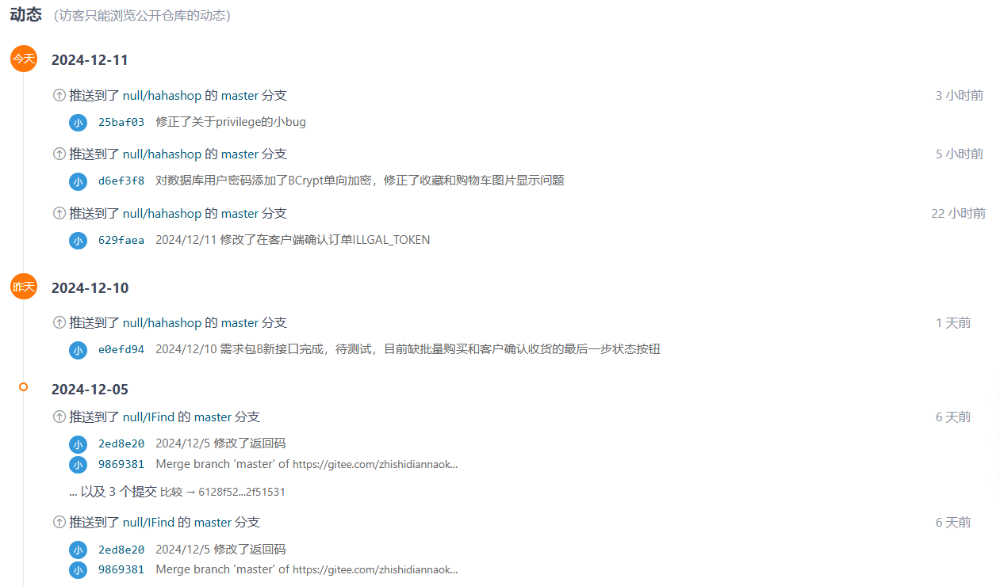 动态 (访客只能浏览公开仓库的动态)
今天 2024-12-11
推送到了 null/hahashop 的 master 分支 3 小时前
小 25baf03 修正了关于privilege的小bug
推送到了 null/hahashop 的 master 分支 5 小时前
小 d6ef3f8 对数据库用户密码添加了BCrypt单向加密，修正了收藏和购物车图片显示问题
推送到了 null/hahashop 的 master 分支 22 小时前
小 629faea 2024/12/11 修改了在客户端确认订单ILLGAL_TOKEN
昨天 2024-12-10
推送到了 null/hahashop 的 master 分支 1 天前
小 e0efd94 2024/12/10 需求包B新接口完成，待测试，目前缺批量购买和客户确认收货的最后一步状态按钮
2024-12-05
推送到了 null/IFind 的 master 分支 6 天前
小 2ed8e20 2024/12/5 修改了返回码
小 9869381 Merge branch 'master' of https://gitee.com/zhishidiannaok...
... 以及 3 个提交 比较 → 6128f52...2f51531
推送到了 null/IFind 的 master 分支 6 天前
小 2ed8e20 2024/12/5 修改了返回码
小 9869381 Merge branch 'master' of https://gitee.com/zhishidiannaok...